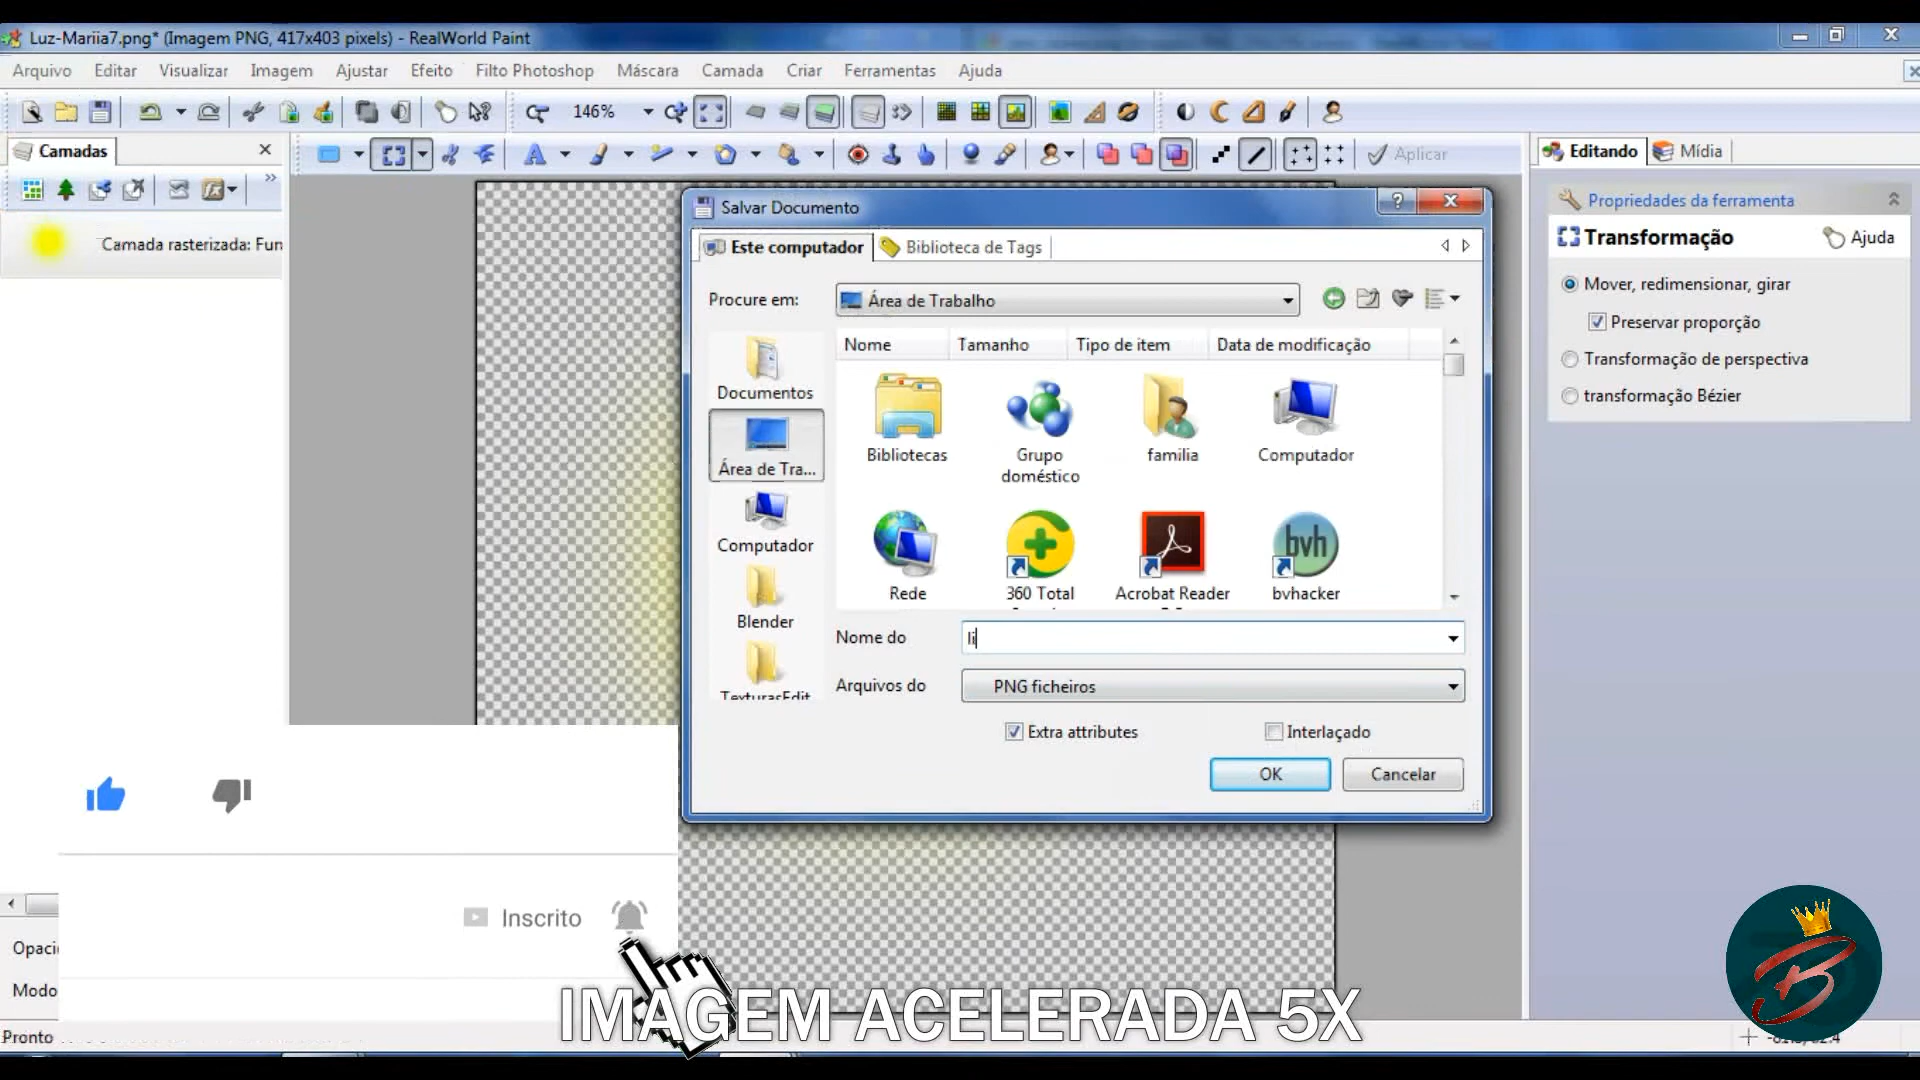 Luz-Mariia7.png* (Imagem PNG, 417x403 pixels) - RealWorld Paint
Arquivo Editar Visualizar Imagem Ajustar Efeito Filto Photoshop Máscara Camada Criar Ferramentas Ajuda
146%
Camadas
Aplicar
Editando Mídia
Camada rasterizada: Fun
Salvar Documento
Este computador Biblioteca de Tags
Procure em: Área de Trabalho
Nome Tamanho Tipo de item Data de modificação
Documentos
Área de Tra...
Computador
Blender
TexturasEdit
Bibliotecas Grupo doméstico familia Computador
Rede 360 Total Acrobat Reader bvhacker
bvh
Nome do li
Arquivos do PNG ficheiros
Extra attributes Interlaçado
OK Cancelar
Propriedades da ferramenta
Transformação Ajuda
Mover, redimensionar, girar
Preservar proporção
Transformação de perspectiva
transformação Bézier
Inscrito
Opaci
Modo
Pronto
IMAGEM ACELERADA 5X
B